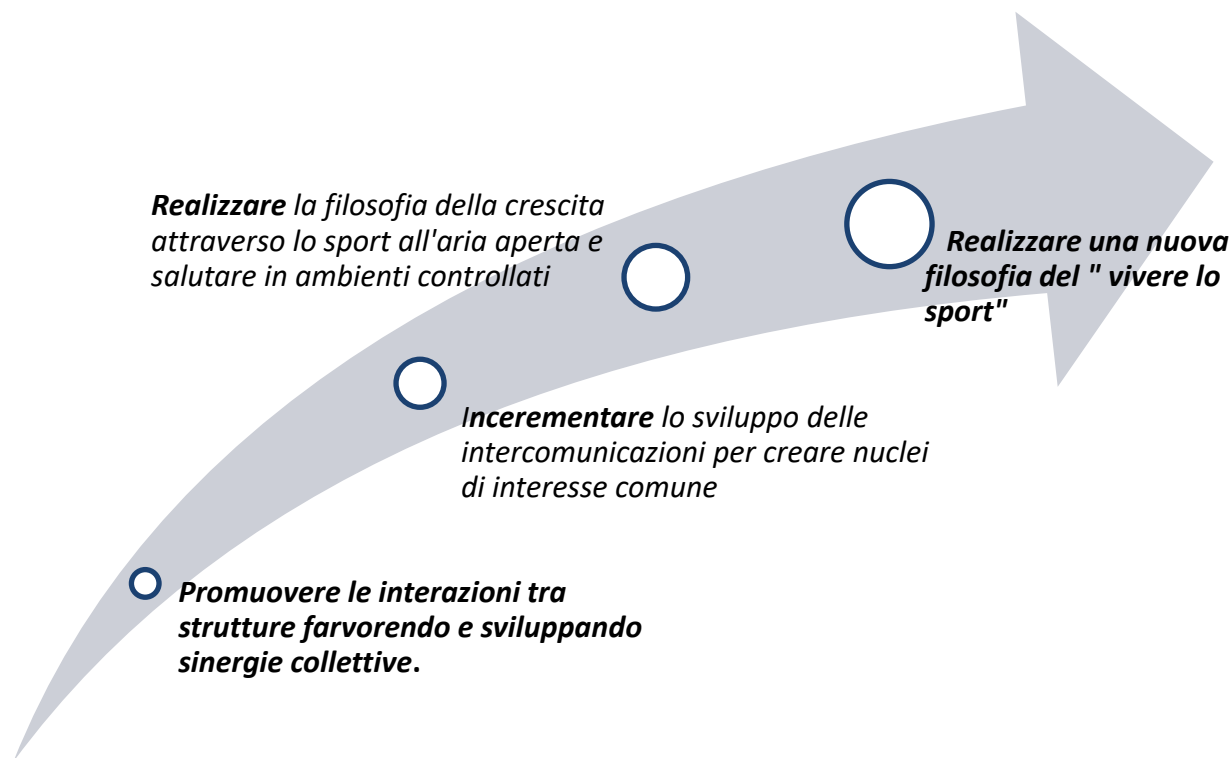 Realizzare la filosofia della crescita
attraverso lo sport all'aria aperta e
salutare in ambienti controllati
Realizzare una nuova
filosofia del " vivere lo
sport"
Incerementare lo sviluppo delle
intercomunicazioni per creare nuclei
di interesse comune
Promuovere le interazioni tra
strutture farvorendo e sviluppando
sinergie collettive.